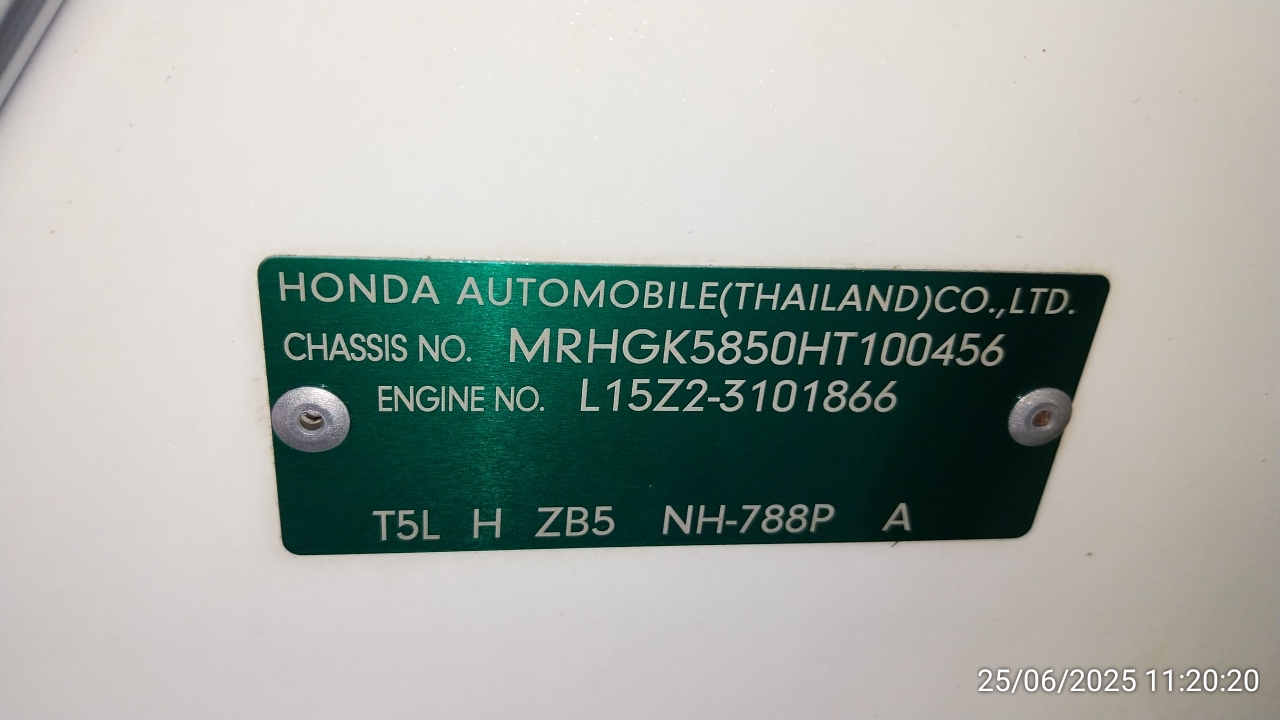 HONDA AUTOMOBILE(THAILAND)CO.,LTD.
CHASSIS NO. MRHGK5850HT100456
ENGINE NO. L15Z2-3101866
T5L H ZB5 NH-788P A
25/06/2025 11:20:20